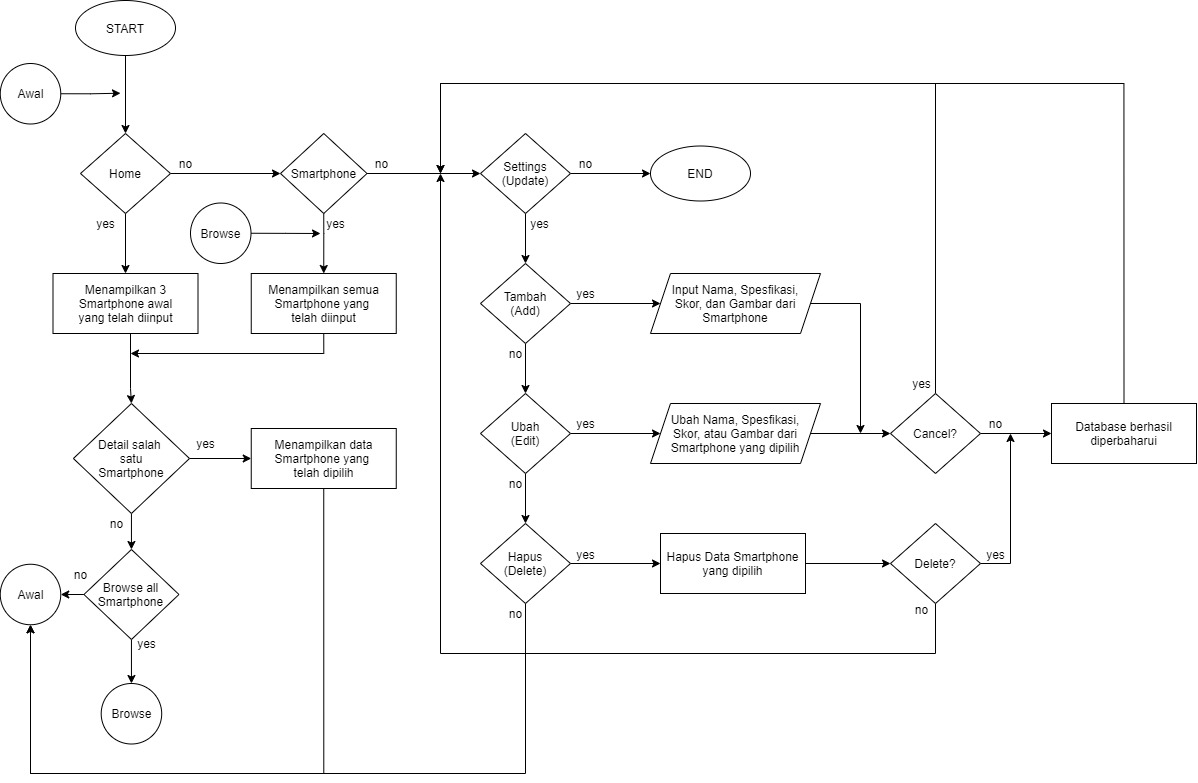 START
Awal
Home
no
Smartphone
no
Settings
(Update)
no
END
yes
Browse
yes
yes
Menampilkan 3
Smartphone awal
yang telah diinput
Menampilkan semua
Smartphone yang
telah diinput
Tambah
(Add)
yes
Input Nama, Spesfikasi,
Skor, dan Gambar dari
Smartphone
no
yes
Detail salah
satu
Smartphone
yes
Menampilkan data
Smartphone yang
telah dipilih
Ubah
(Edit)
yes
Ubah Nama, Spesfikasi,
Skor, atau Gambar dari
Smartphone yang dipilih
Cancel?
no
Database berhasil
diperbaharui
no
no
Hapus
(Delete)
yes
Hapus Data Smartphone
yang dipilih
Delete?
yes
Awal
no
Browse all
Smartphone
no
no
yes
Browse